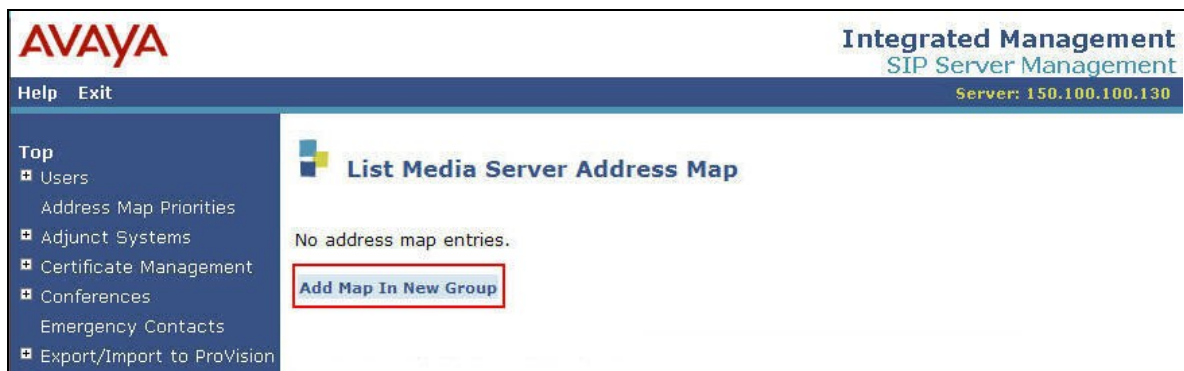 AVAYA
Integrated Management
SIP Server Management
Help Exit
Server: 150.100.100.130
Top
Users
Address Map Priorities
Adjunct Systems
Certificate Management
Conferences
Emergency Contacts
Export/Import to ProVision
List Media Server Address Map
No address map entries.
Add Map In New Group